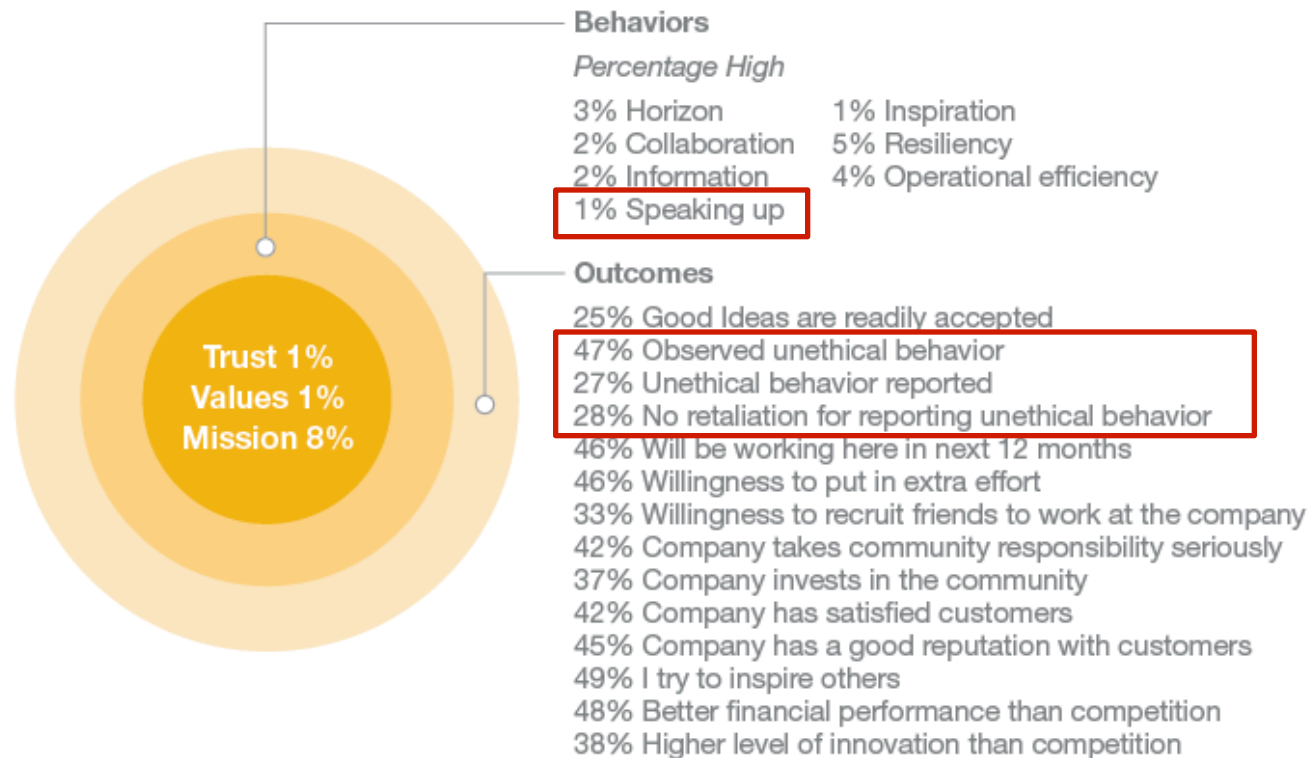 Behaviors
Percentage High
3% Horizon
2% Collaboration
2% Information
1% Speaking up
1% Inspiration
5% Resiliency
4% Operational efficiency
Trust 1%
Values 1%
Mission 8%
Outcomes
25% Good Ideas are readily accepted
47% Observed unethical behavior
27% Unethical behavior reported
28% No retaliation for reporting unethical behavior
46% Will be working here in next 12 months
46% Willingness to put in extra effort
33% Willingness to recruit friends to work at the company
42% Company takes community responsibility seriously
37% Company invests in the community
42% Company has satisfied customers
45% Company has a good reputation with customers
49% I try to inspire others
48% Better financial performance than competition
38% Higher level of innovation than competition